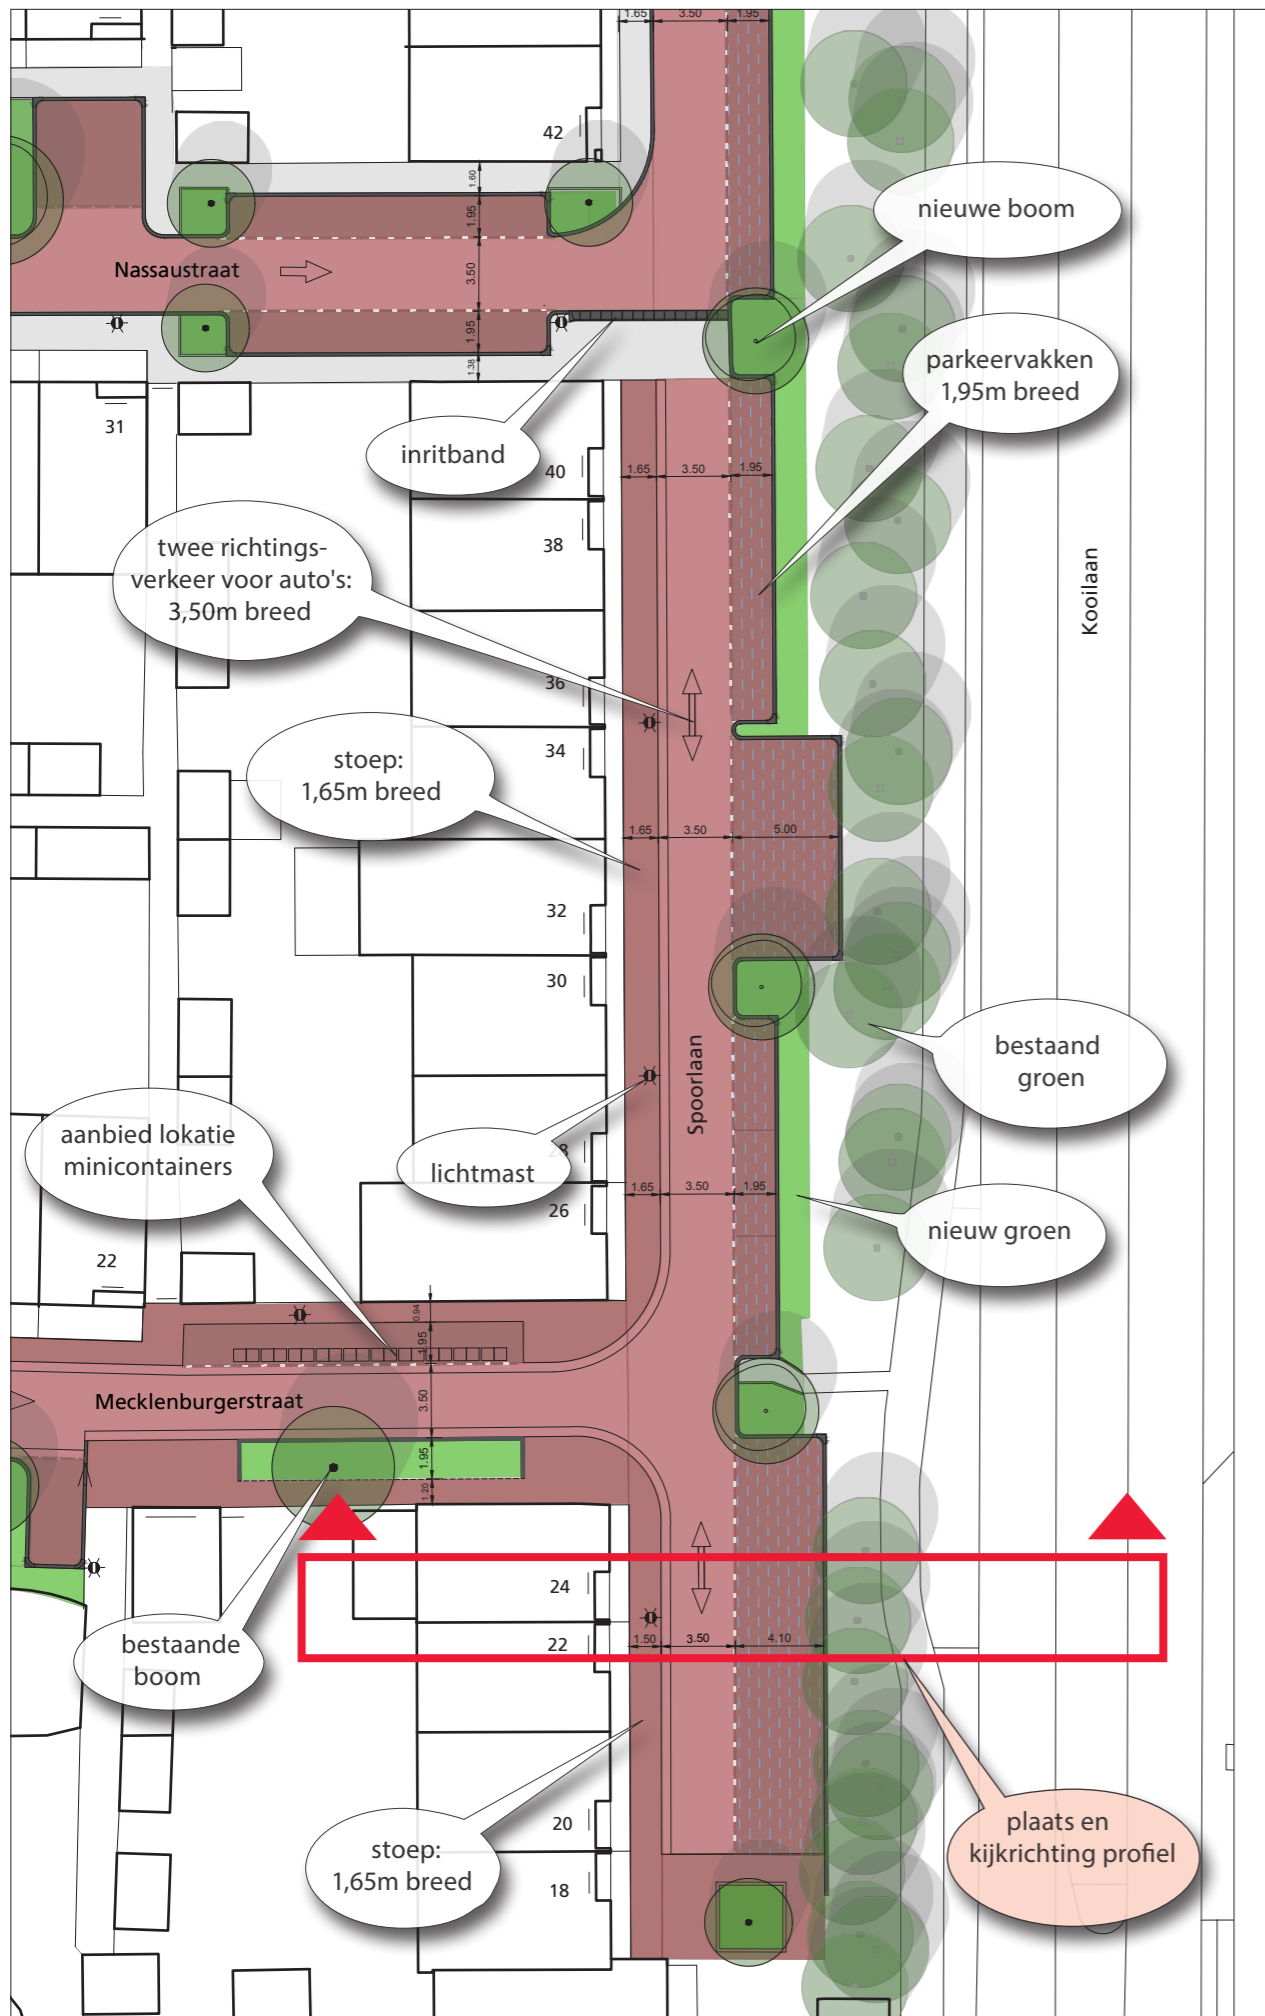 1.65
3.50
1.95
42
1.60
1.95
nieuwe boom
Nassaustraat
3.50
1.95
1.38
parkeervakken
1,95m breed
31
inritband
40
1.65
3.50
1.95
38
twee richtings-
verkeer voor auto's:
3,50m breed
Kooilaan
36
stoep:
1,65m breed
34
1.65
3.50
5.00
32
30
bestaand
groen
Spoorlaan
aanbied lokatie
minicontainers
lichtmast
28
1.65
3.50
1.95
26
nieuw groen
22
0.94
1.95
Mecklenburgerstraat
3.50
1.95
1.20
24
bestaande
boom
22
1.50
3.50
4.10
stoep:
1,65m breed
20
plaats en
kijkrichting profiel
18